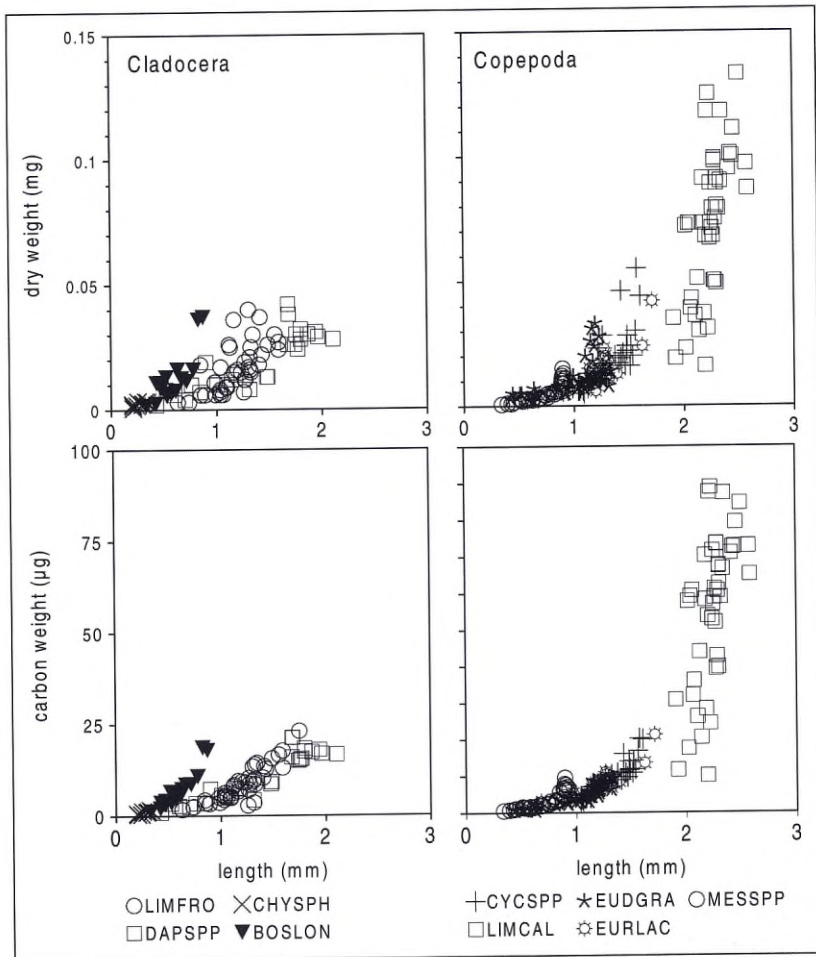 0.15
Cladocera
Copepoda
0.1
dry weight (mg)
0.05
0
0
1
2
3
0
1
2
3
100
75
carbon weight (µg)
50
25
0
0
1
2
3
0
1
2
3
length (mm)
length (mm)
LIMFRO
CHYSPH
CYCSPP
EUDGRA
MESSPP
DAPSPP
BOSLON
LIMCAL
EURLAC